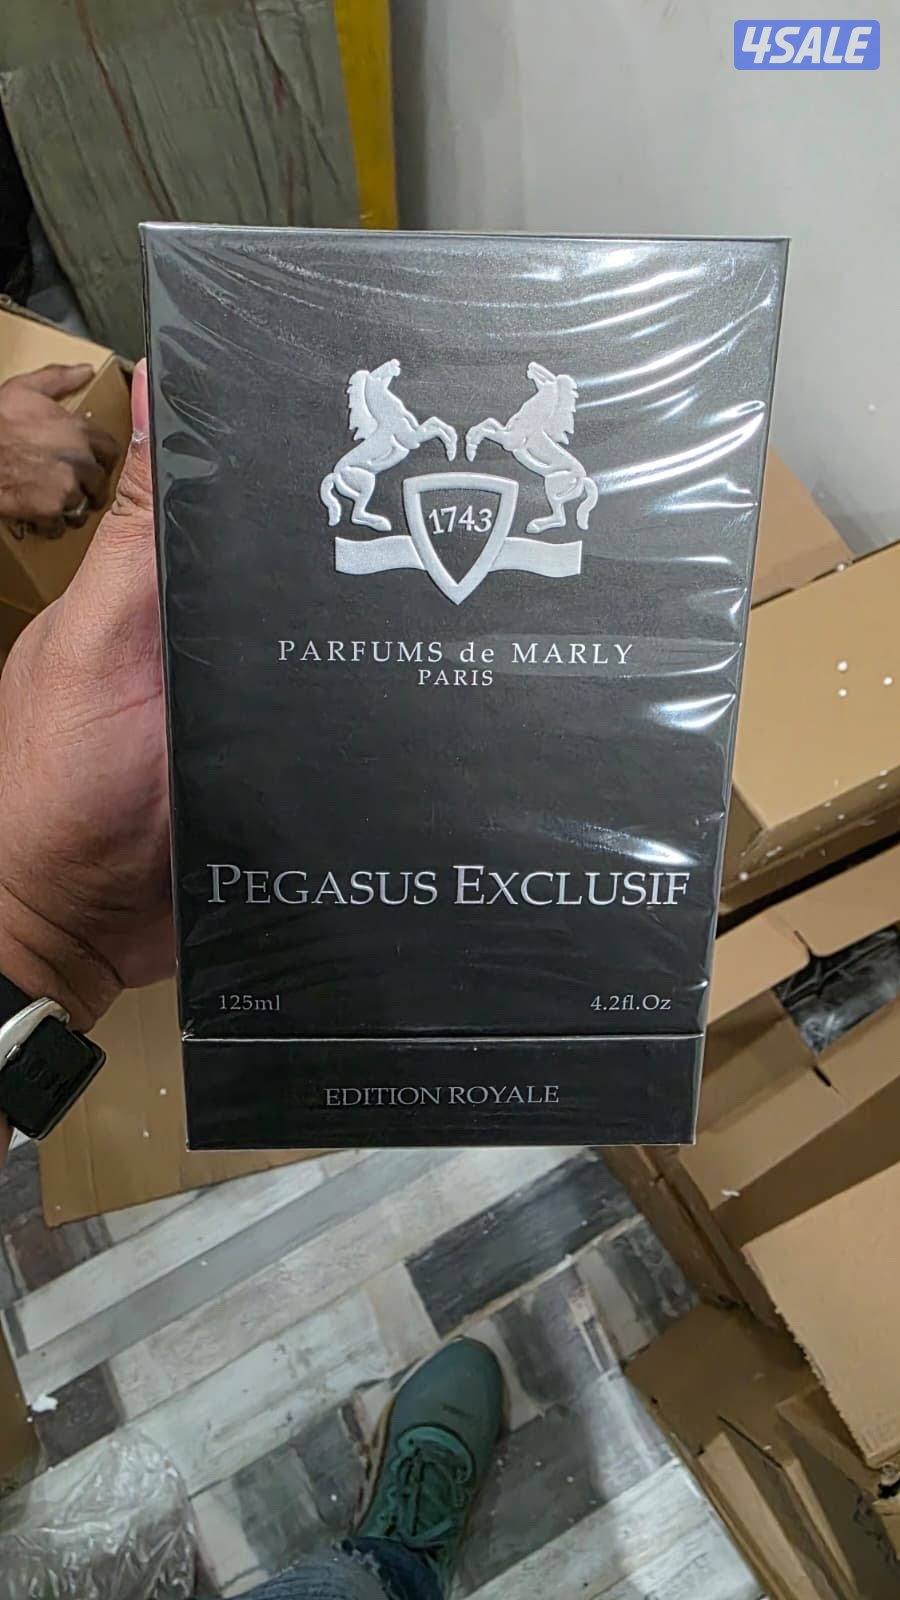 4SALE
1743
PARFUMS de MARLY
PARIS
PEGASUS EXCLUSIF
125ml 4.2fl.Oz
EDITION ROYALE